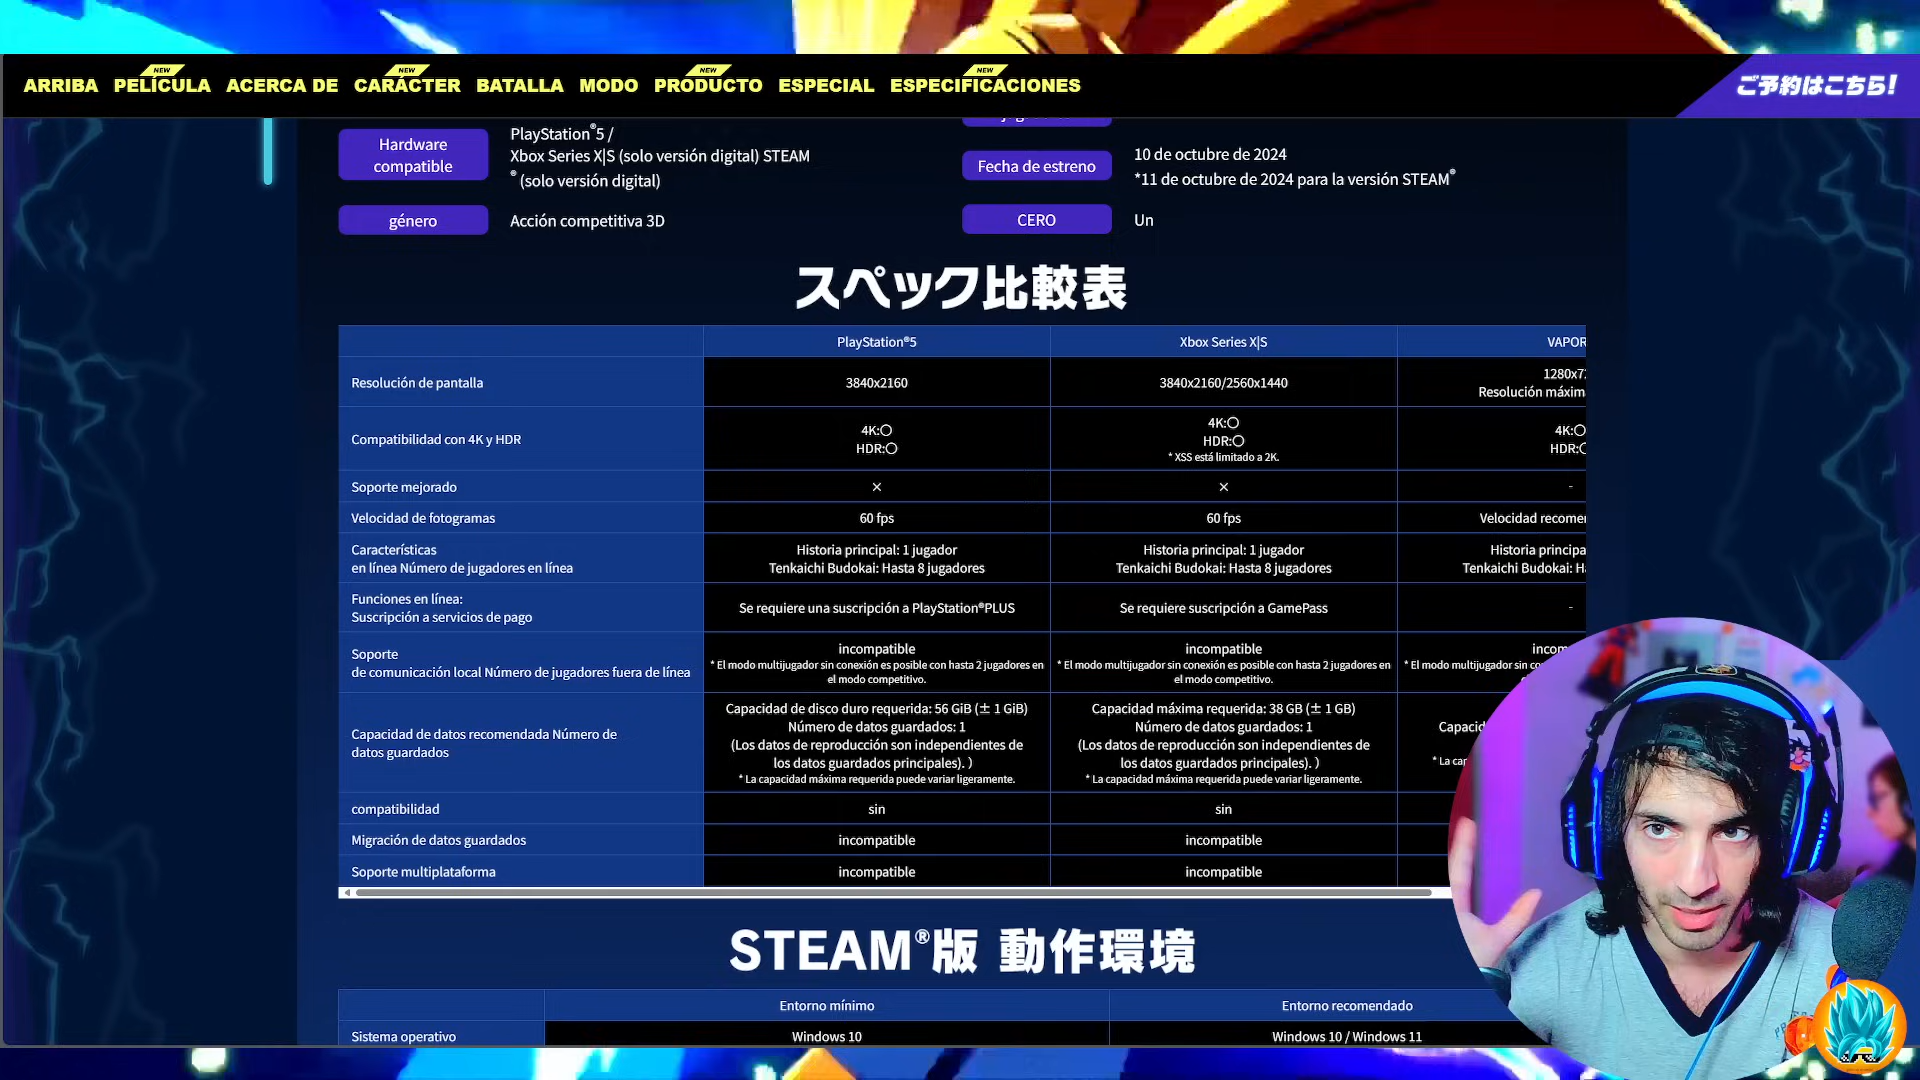 NEW NEW NEW NEW
ARRIBA PELÍCULA ACERCA DE CARÁCTER BATALLA MODO PRODUCTO ESPECIAL ESPECIFICACIONES
ご予約はこちら!
Hardware
compatible
PlayStation®5 /
Xbox Series X|S (solo versión digital) STEAM
® (solo versión digital)
Fecha de estreno
10 de octubre de 2024
*11 de octubre de 2024 para la versión STEAM®
género
Acción competitiva 3D
CERO
Un
スペック比較表
PlayStation®5
Xbox Series X|S
VAPOR
Resolución de pantalla
3840x2160
3840x2160/2560x1440
1280x7
Resolución máxim
Compatibilidad con 4K y HDR
4K:〇
HDR:〇
4K:〇
HDR:〇
* XSS está limitado a 2K.
4K:〇
HDR:〇
Soporte mejorado
×
×
-
Velocidad de fotogramas
60 fps
60 fps
Velocidad recomen
Características
en línea Número de jugadores en línea
Historia principal: 1 jugador
Tenkaichi Budokai: Hasta 8 jugadores
Historia principal: 1 jugador
Tenkaichi Budokai: Hasta 8 jugadores
Historia principa
Tenkaichi Budokai: H
Funciones en línea:
Suscripción a servicios de pago
Se requiere una suscripción a PlayStation®PLUS
Se requiere suscripción a GamePass
-
Soporte
de comunicación local Número de jugadores fuera de línea
incompatible
* El modo multijugador sin conexión es posible con hasta 2 jugadores en
el modo competitivo.
incompatible
* El modo multijugador sin conexión es posible con hasta 2 jugadores en
el modo competitivo.
incom
* El modo multijugador sin co
Capacidad de datos recomendada Número de
datos guardados
Capacidad de disco duro requerida: 56 GiB (± 1 GiB)
Número de datos guardados: 1
(Los datos de reproducción son independientes de
los datos guardados principales). )
* La capacidad máxima requerida puede variar ligeramente.
Capacidad máxima requerida: 38 GB (± 1 GB)
Número de datos guardados: 1
(Los datos de reproducción son independientes de
los datos guardados principales). )
* La capacidad máxima requerida puede variar ligeramente.
Capacid
* La cap
compatibilidad
sin
sin
Migración de datos guardados
incompatible
incompatible
Soporte multiplataforma
incompatible
incompatible
STEAM®版 動作環境
Entorno mínimo
Entorno recomendado
Sistema operativo
Windows 10
Windows 10 / Windows 11